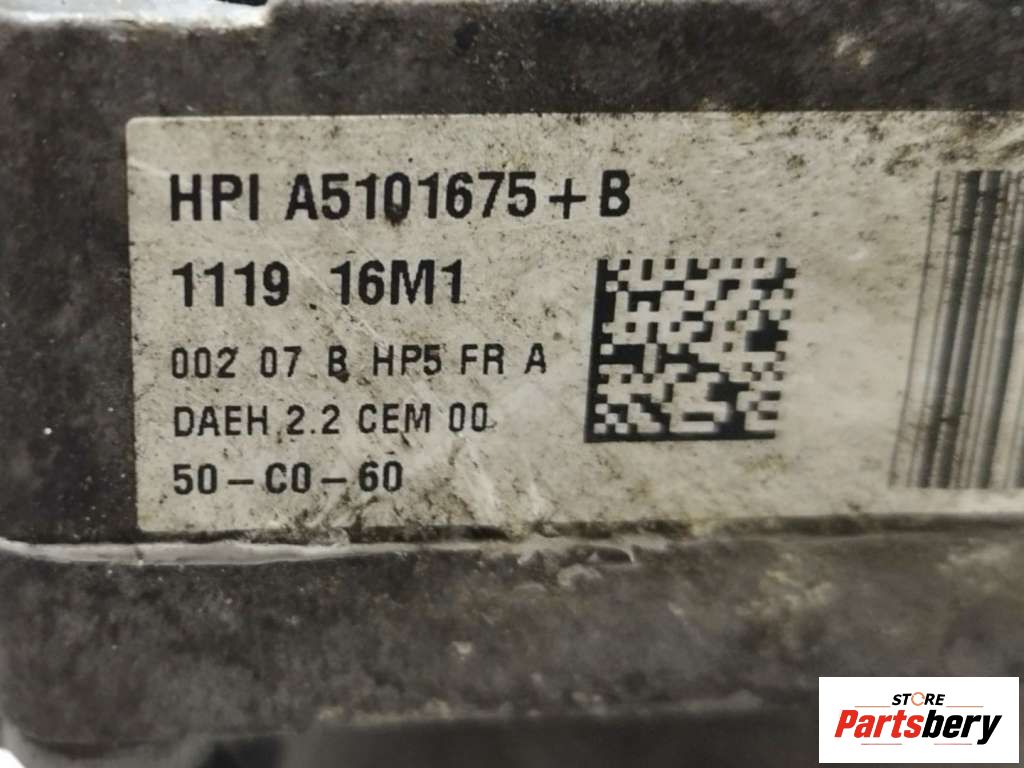 HPI A5101675+B
1119 16M1
002 07 B HP5 FR A
DAEH 2.2 CEM 00
50-C0-60
STORE
Partsbery